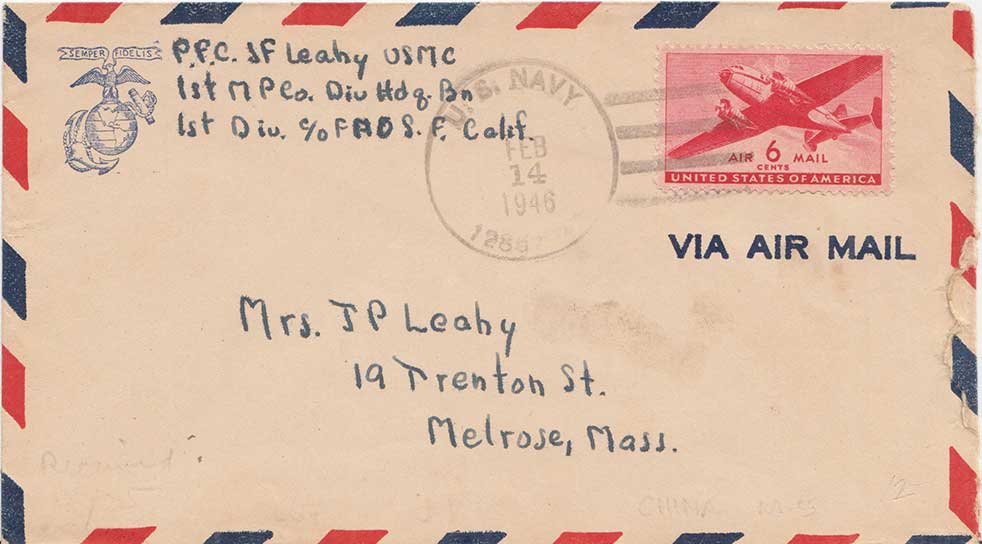 SEMPER FIDELIS
P.F.C. JF Leahy USMC
1st M P Co. Div Hdq. Bn
1st Div. c/o FMO S. F. Calif.
U.S. NAVY
FEB
14
1946
AIR 6 MAIL
CENTS
UNITED STATES OF AMERICA
VIA AIR MAIL
Mrs. J P Leahy
19 Trenton St.
Melrose, Mass.
CHINA